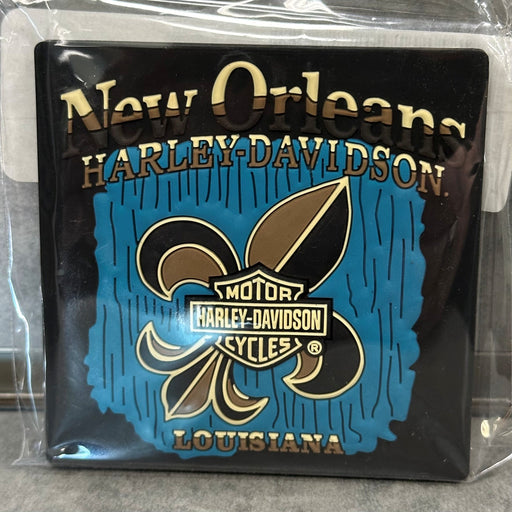 New Orleans
HARLEY-DAVIDSON.
MOTOR
HARLEY-DAVIDSON
CYCLES ®
LOUISIANA